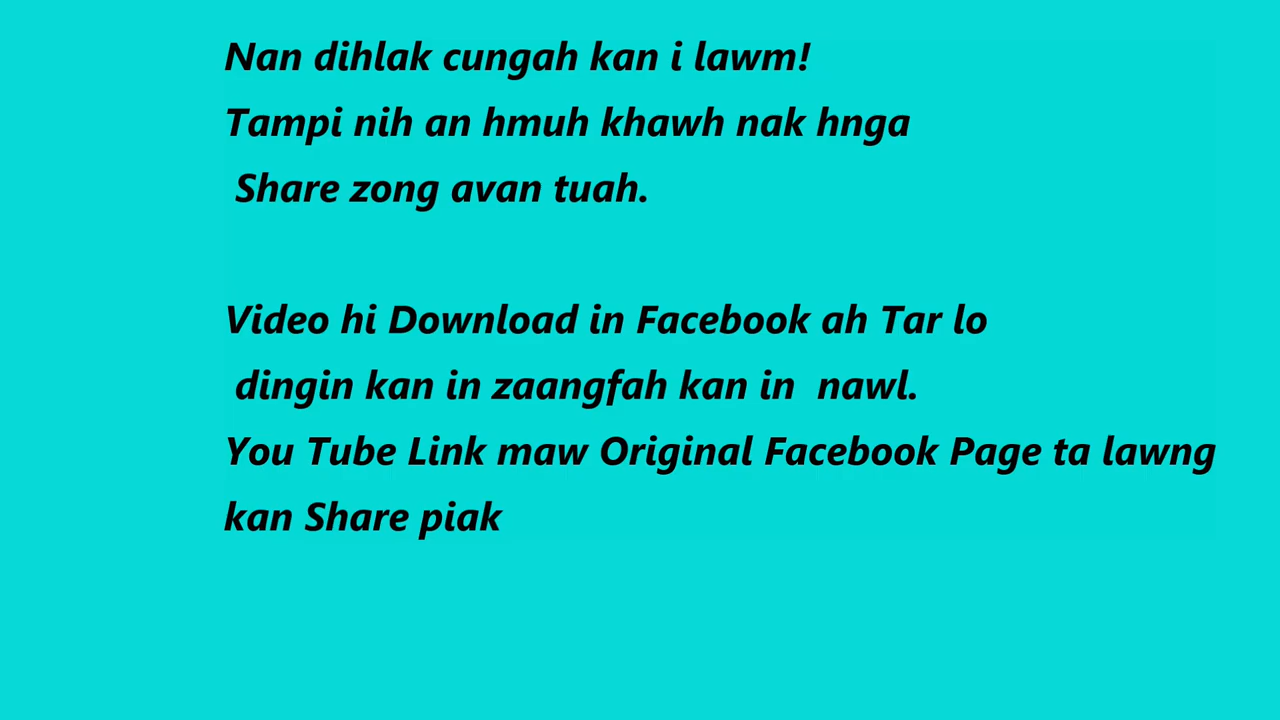 Nan dihlak cungah kan i lawm!
Tampi nih an hmuh khawh nak hnga
Share zong avan tuah.
Video hi Download in Facebook ah Tar lo
dingin kan in zaangfah kan in nawl.
You Tube Link maw Original Facebook Page ta lawng
kan Share piak